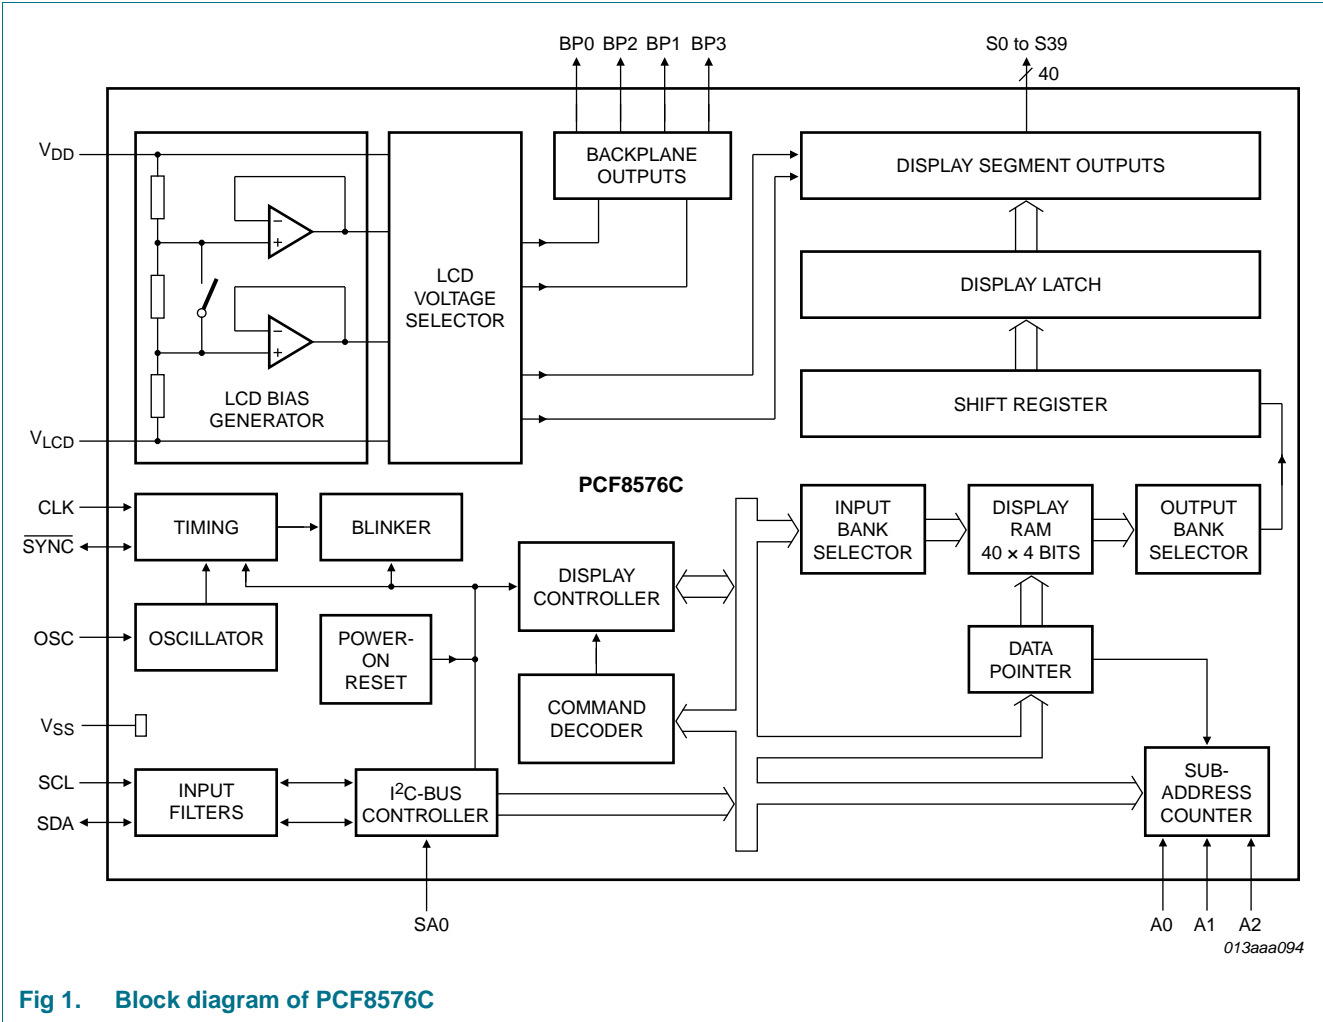 BP0 BP2 BP1 BP3
S0 to S39
40
VDD
BACKPLANE
OUTPUTS
DISPLAY SEGMENT OUTPUTS
−
+
LCD
VOLTAGE
SELECTOR
DISPLAY LATCH
−
+
LCD BIAS
GENERATOR
SHIFT REGISTER
VLCD
PCF8576C
CLK
SYNC
TIMING
BLINKER
INPUT
BANK
SELECTOR
DISPLAY
RAM
40 × 4 BITS
OUTPUT
BANK
SELECTOR
DISPLAY
CONTROLLER
OSC
OSCILLATOR
POWER-
ON
RESET
DATA
POINTER
VSS
COMMAND
DECODER
SCL
SDA
INPUT
FILTERS
I2C-BUS
CONTROLLER
SUB-
ADDRESS
COUNTER
SA0
A0 A1 A2
013aaa094
Fig 1. Block diagram of PCF8576C